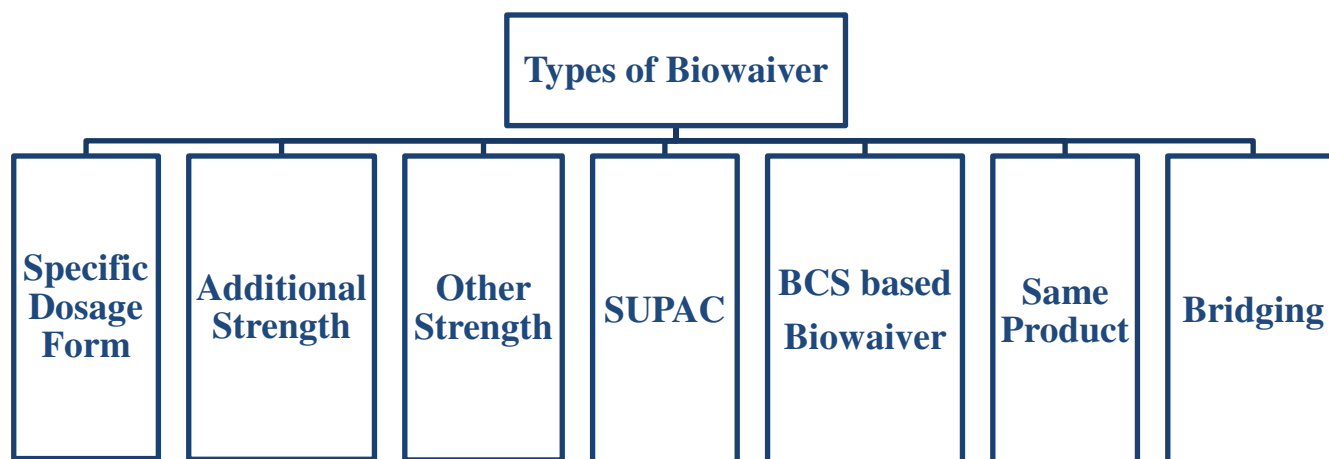 Types of Biowaiver
Specific
Dosage
Form
Additional
Strength
Other
Strength
SUPAC
BCS based
Biowaiver
Same
Product
Bridging